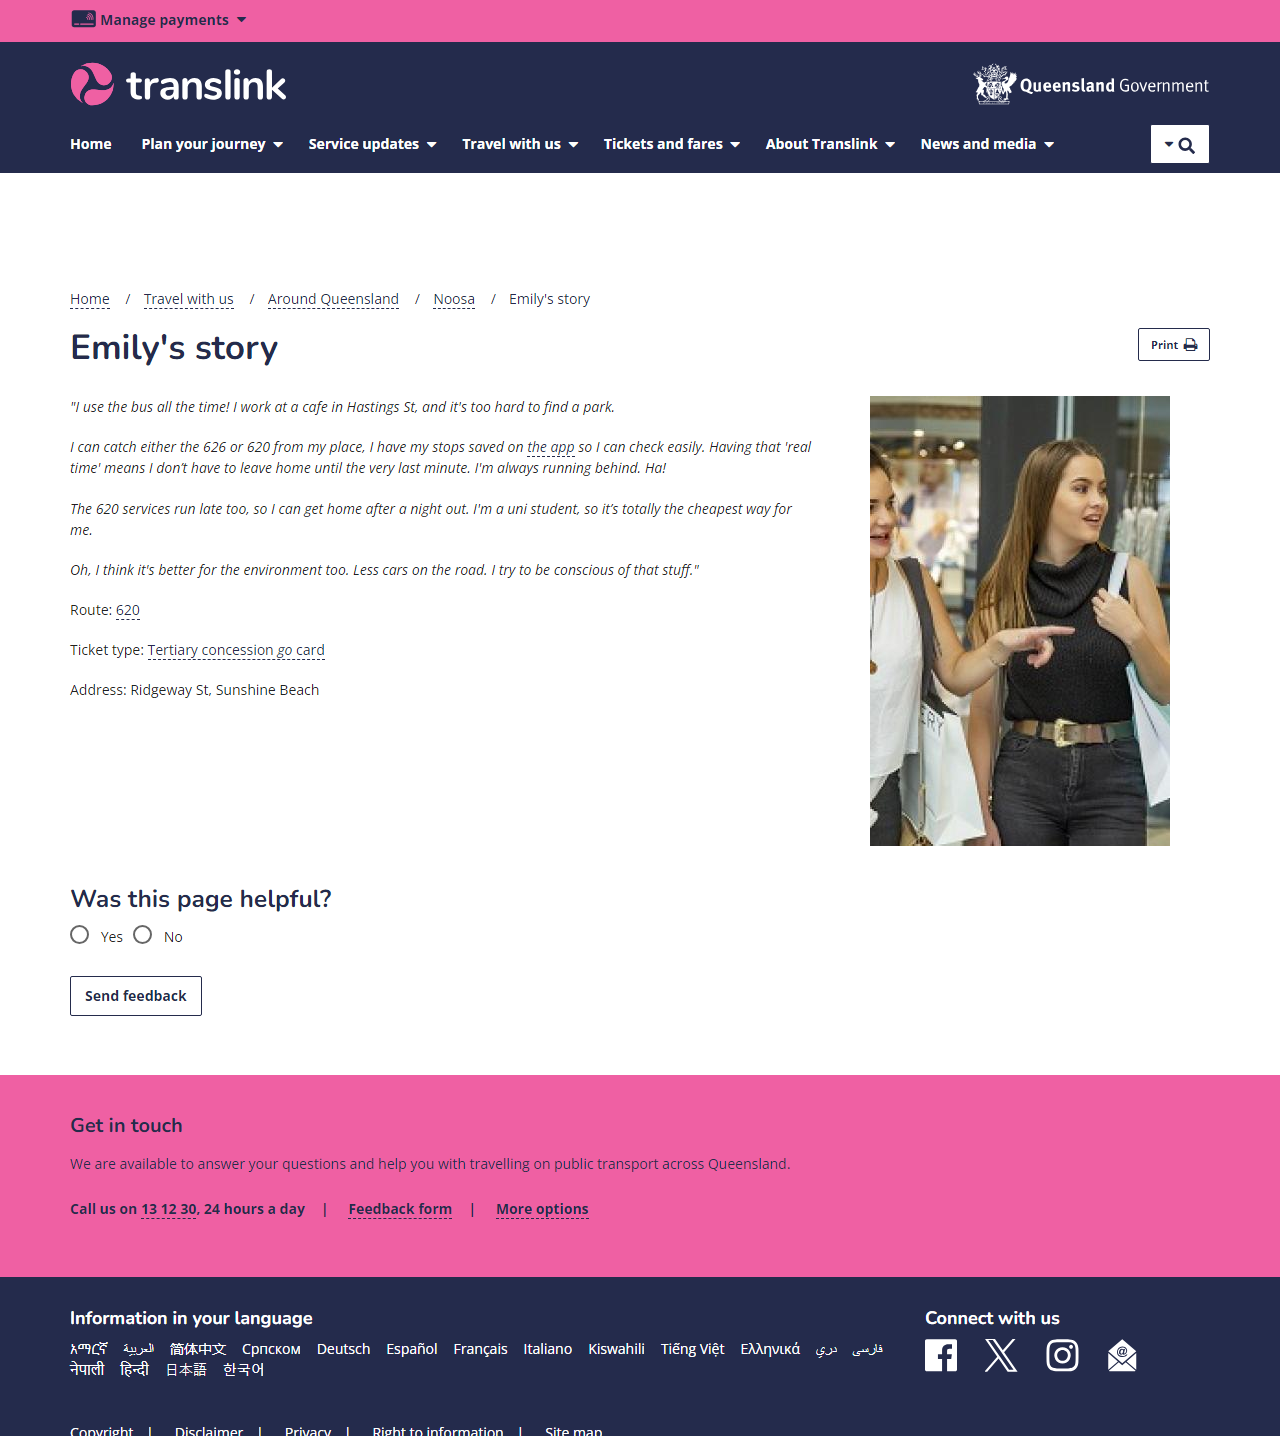 Manage payments
translink
Queensland Government
Home Plan your journey Service updates Travel with us Tickets and fares About Translink News and media
Home / Travel with us / Around Queensland / Noosa / Emily's story
Emily's story
Print
"I use the bus all the time! I work at a cafe in Hastings St, and it's too hard to find a park.
I can catch either the 626 or 620 from my place, I have my stops saved on the app so I can check easily. Having that 'real
time' means I don’t have to leave home until the very last minute. I'm always running behind. Ha!
The 620 services run late too, so I can get home after a night out. I'm a uni student, so it’s totally the cheapest way for
me.
Oh, I think it's better for the environment too. Less cars on the road. I try to be conscious of that stuff."
Route: 620
Ticket type: Tertiary concession go card
Address: Ridgeway St, Sunshine Beach
Was this page helpful?
Yes No
Send feedback
Get in touch
We are available to answer your questions and help you with travelling on public transport across Queensland.
Call us on 13 12 30, 24 hours a day | Feedback form | More options
Information in your language
አማርኛ العربية 简体中文 Српском Deutsch Español Français Italiano Kiswahili Tiếng Việt Ελληνικά دري فارسی
नेपाली हिन्दी 日本語 한국어
Connect with us
Copyright | Disclaimer | Privacy | Right to information | Site map